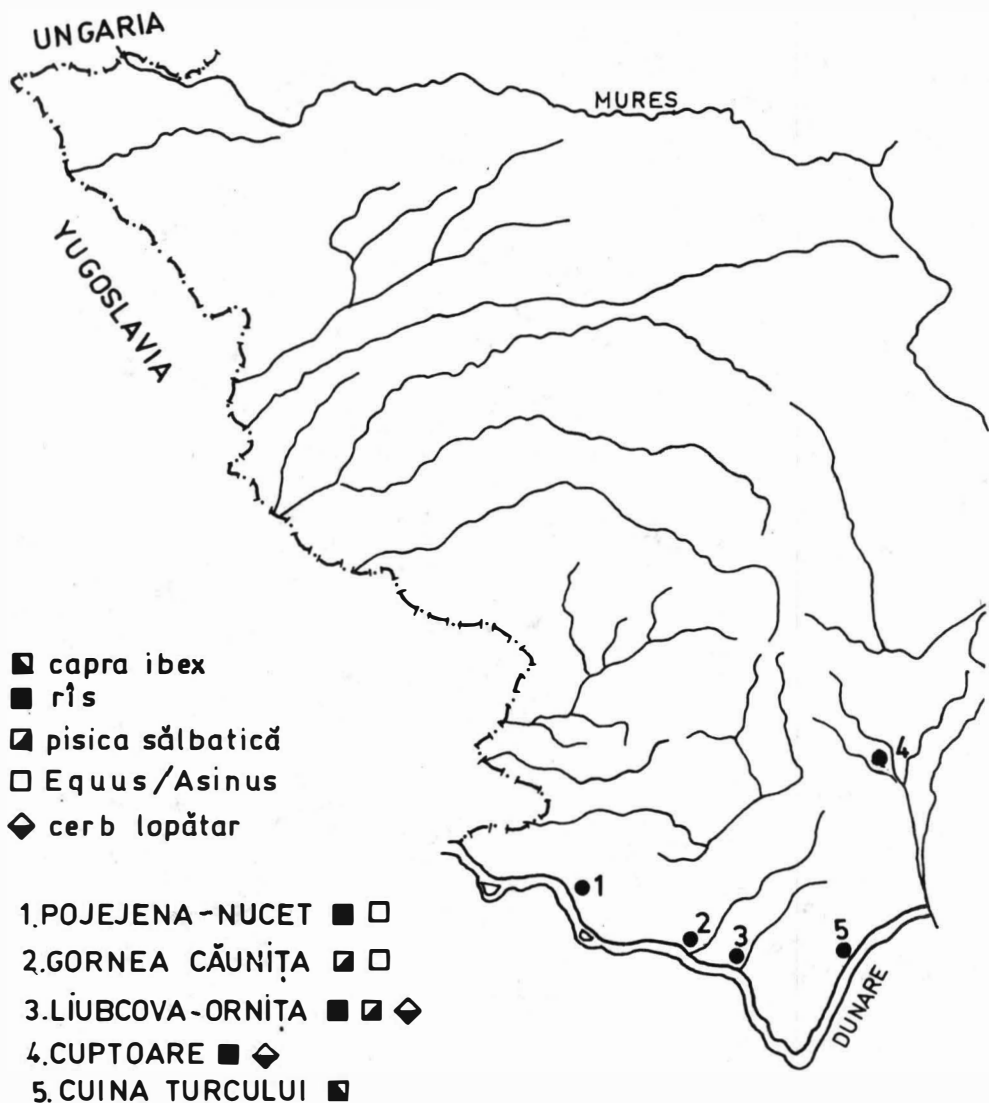 UNGARIA
MUREȘ
YUGOSLAVIA
capra ibex
rîs
pisica sălbatică
Equus/Asinus
cerb lopătar
4
1
2
3
5
DUNARE
1.POJEJENA-NUCET
2.GORNEA CĂUNIȚA
3.LIUBCOVA-ORNIȚA
4.CUPTOARE
5.CUINA TURCULUI